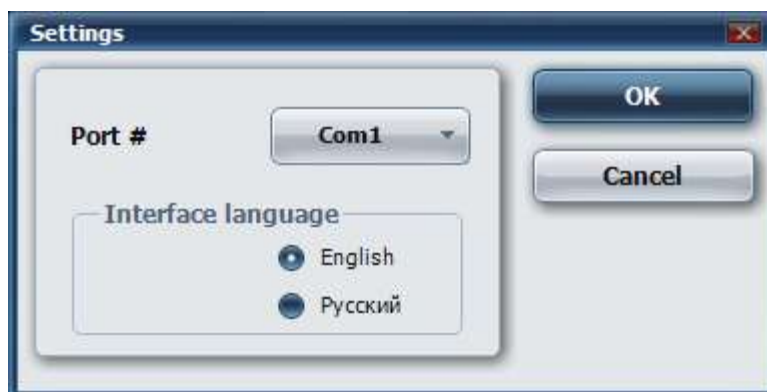 Settings
Port #
Com1
OK
Cancel
Interface language
English
Русский